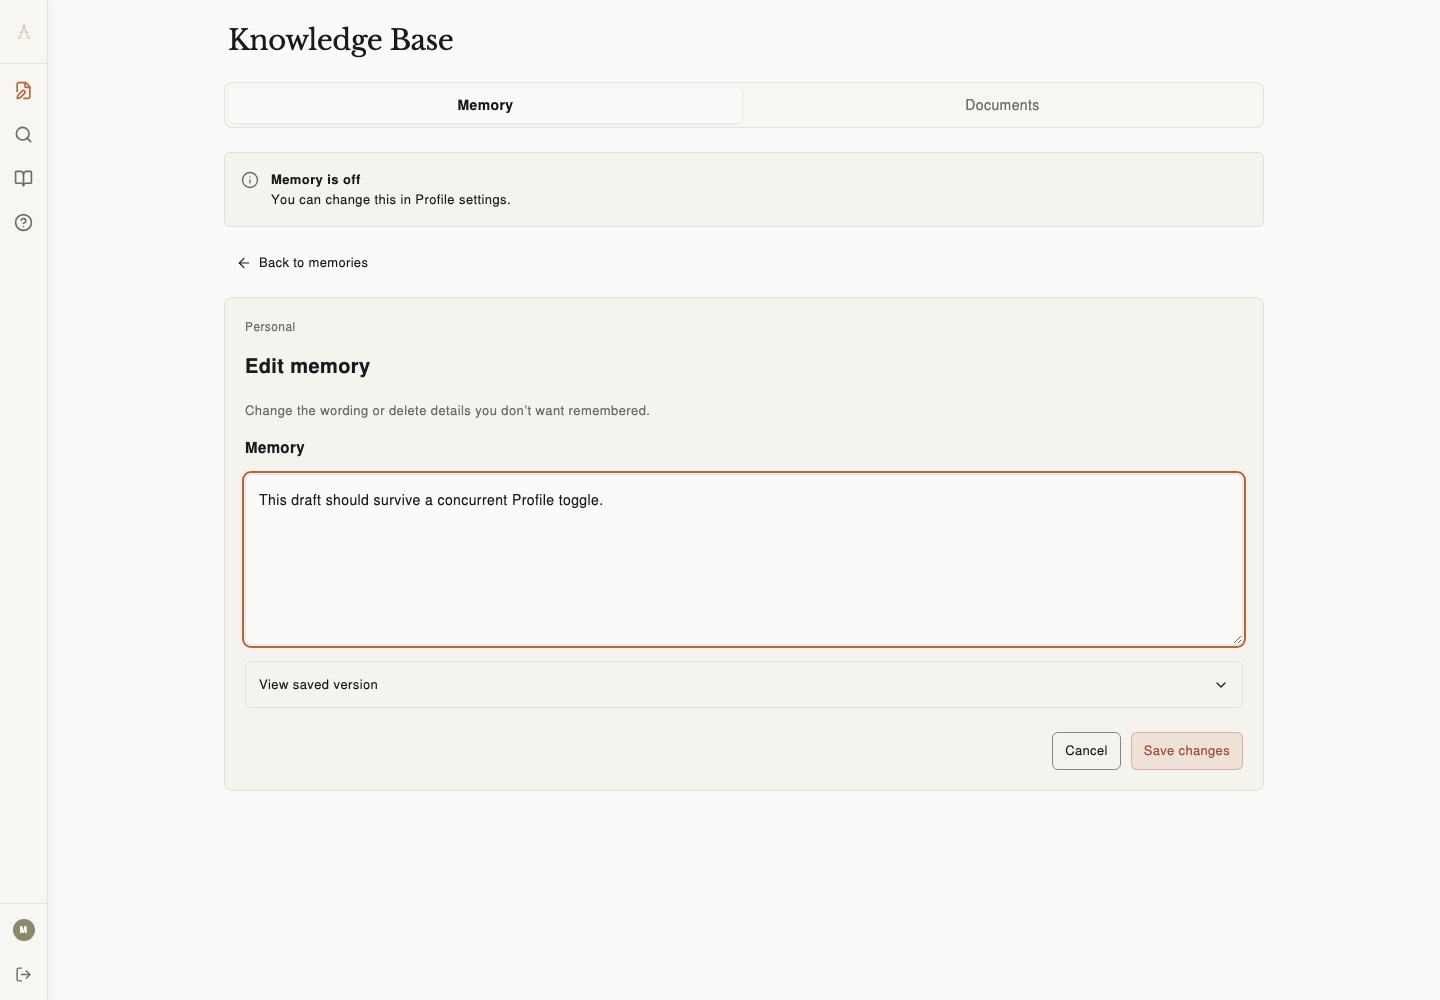 A
Knowledge Base
Memory
Documents
Memory is off
You can change this in Profile settings.
Back to memories
Personal
Edit memory
Change the wording or delete details you don't want remembered.
Memory
This draft should survive a concurrent Profile toggle.
View saved version
Cancel
Save changes
M